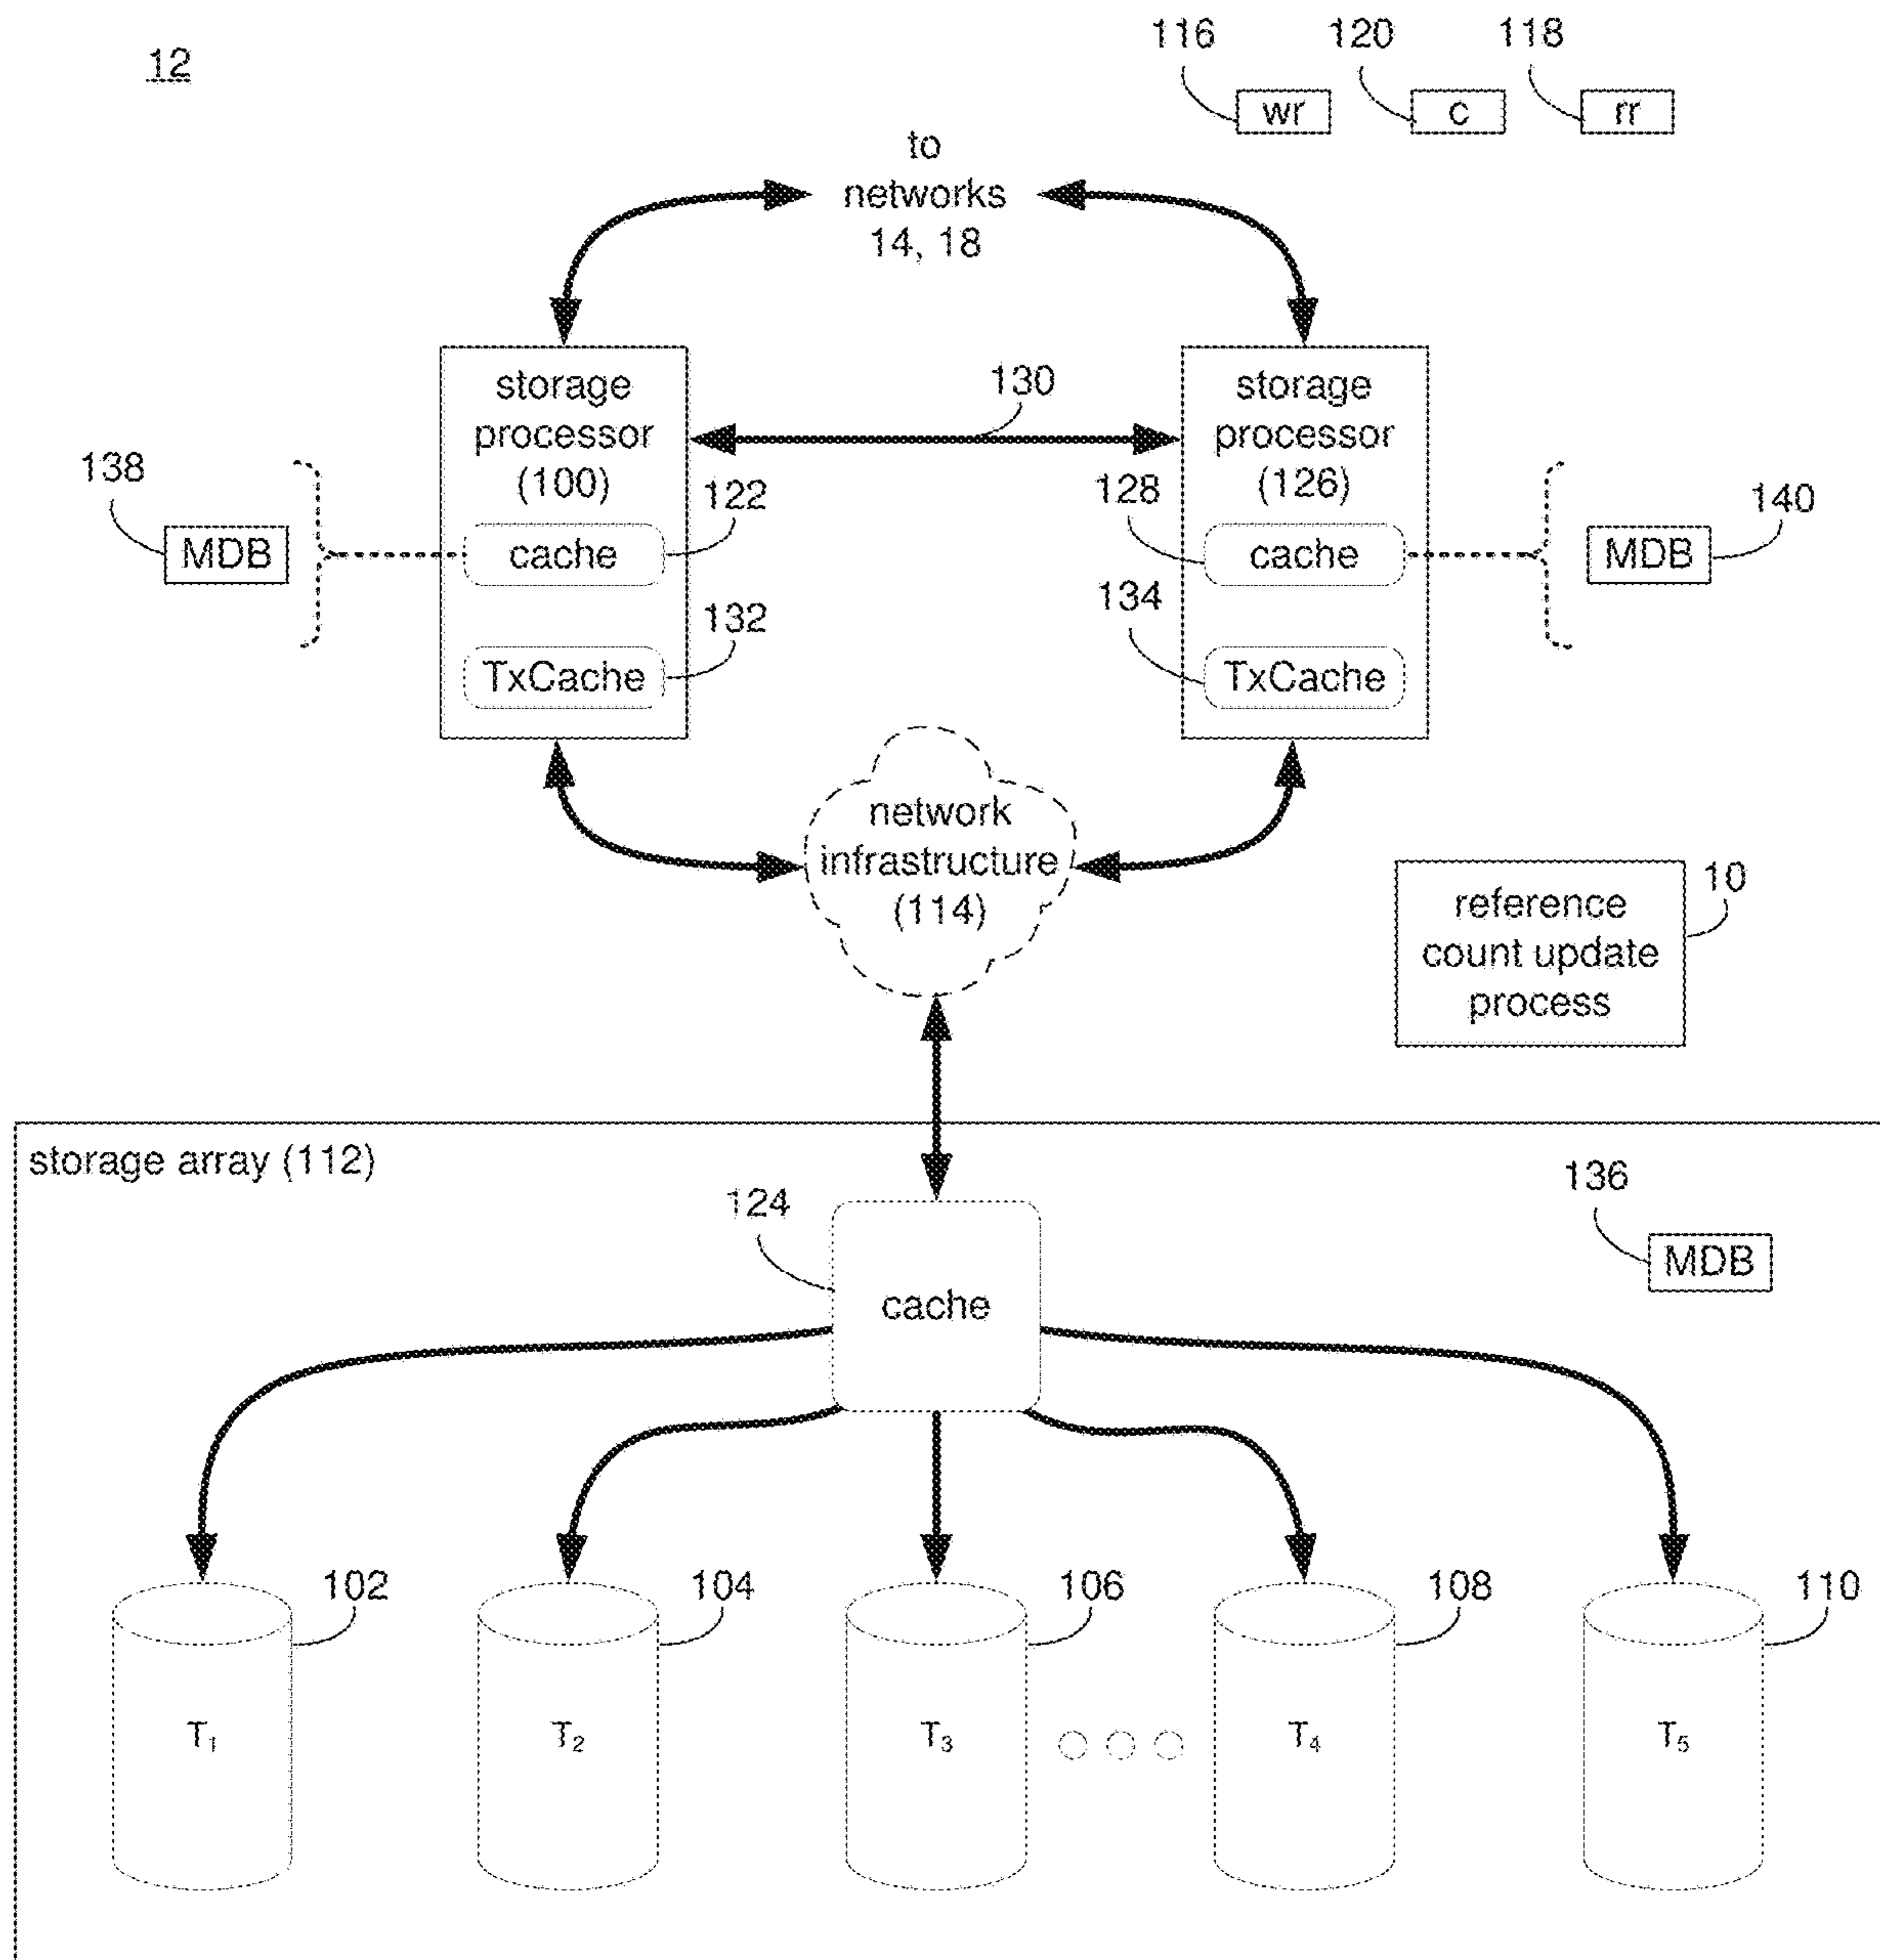 12
116
120
118
wr
c
rr
to
networks
14, 18
storage
processor
(100)
130
storage
processor
(126)
138
122
128
140
MDB
cache
cache
MDB
132
134
TxCache
TxCache
network
infrastructure
(114)
10
reference
count update
process
storage array (112)
124
136
MDB
cache
102
104
106
108
110
T₁
T₂
T₃
T₄
T₅